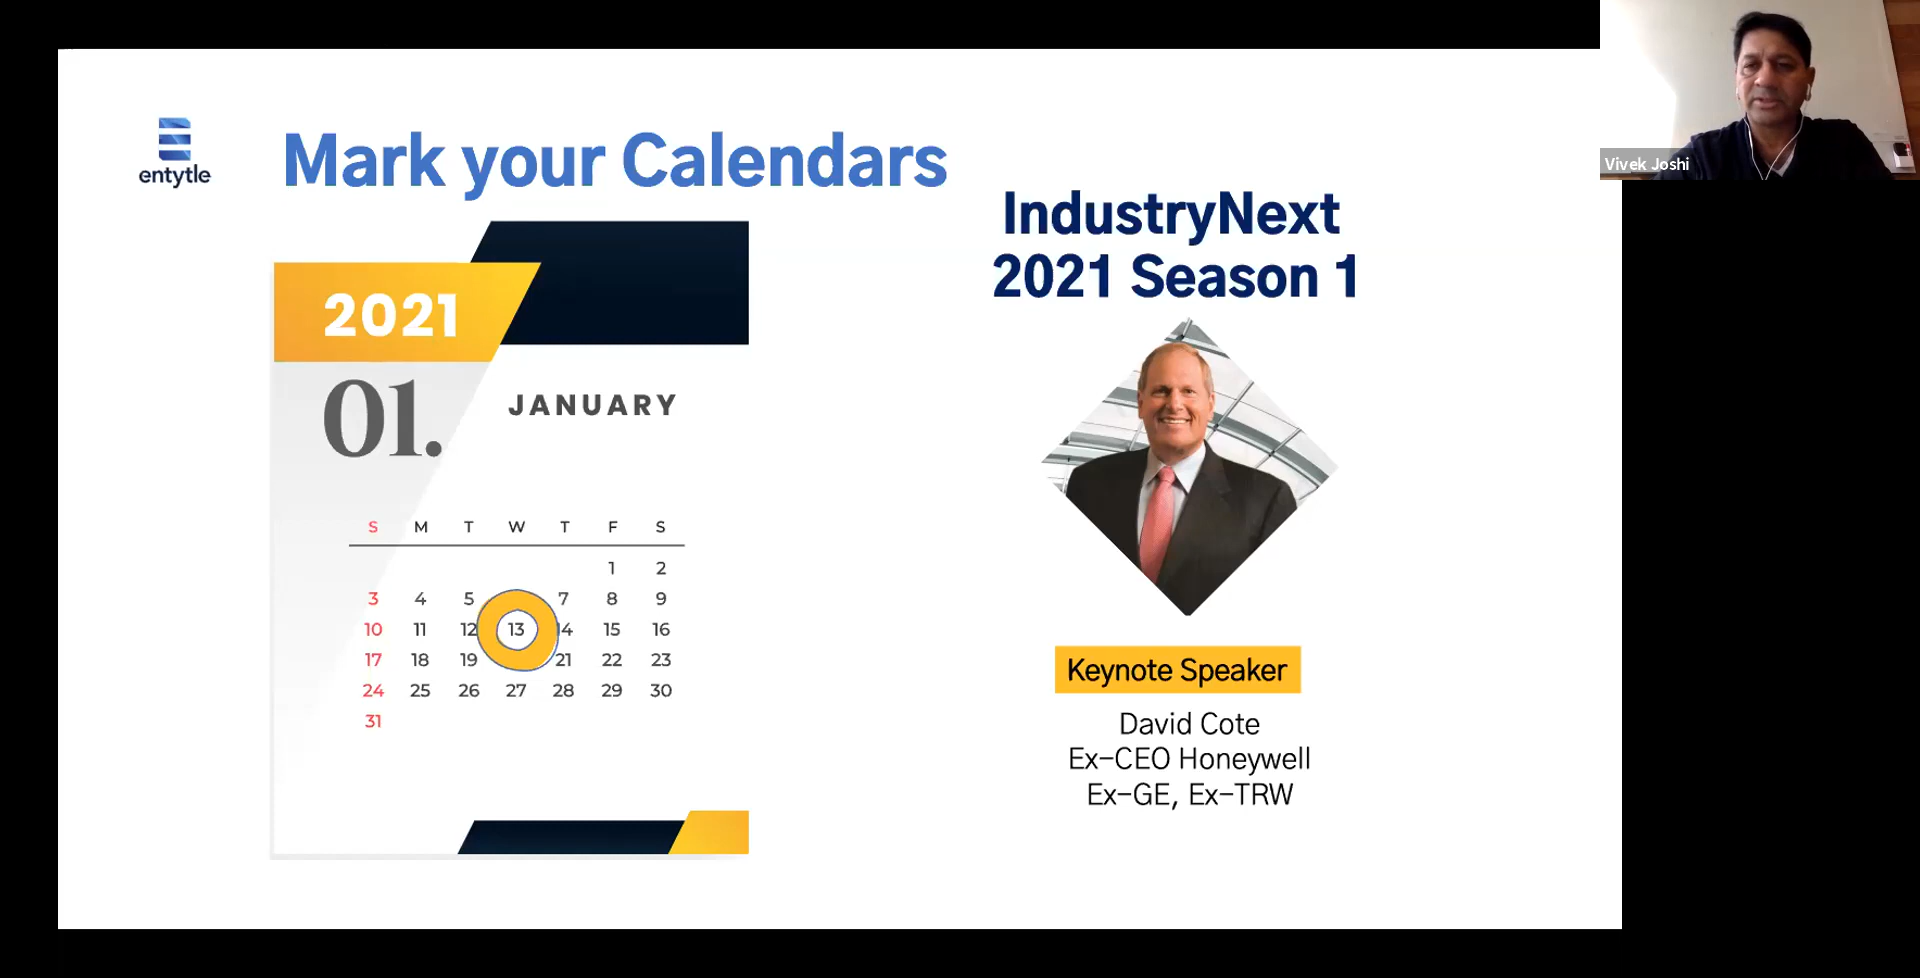 entytle
Mark your Calendars
2021
01.
JANUARY
S M T W T F S
1 2
3 4 5 7 8 9
10 11 12 13 14 15 16
17 18 19 21 22 23
24 25 26 27 28 29 30
31
IndustryNext
2021 Season 1
Keynote Speaker
David Cote
Ex-CEO Honeywell
Ex-GE, Ex-TRW
Vivek Joshi